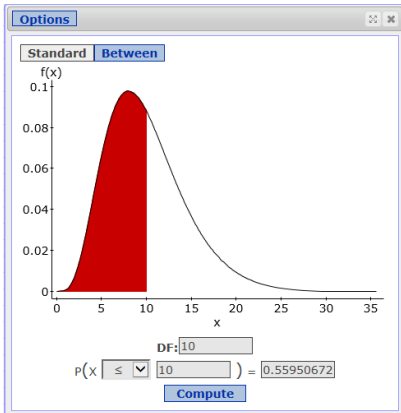 Options
Standard Between
f(x)
0.1
0.08
0.06
0.04
0.02
0
0 5 10 15 20 25 30 35
x
DF: 10
P(X ≤ 10 ) = 0.55950672
Compute